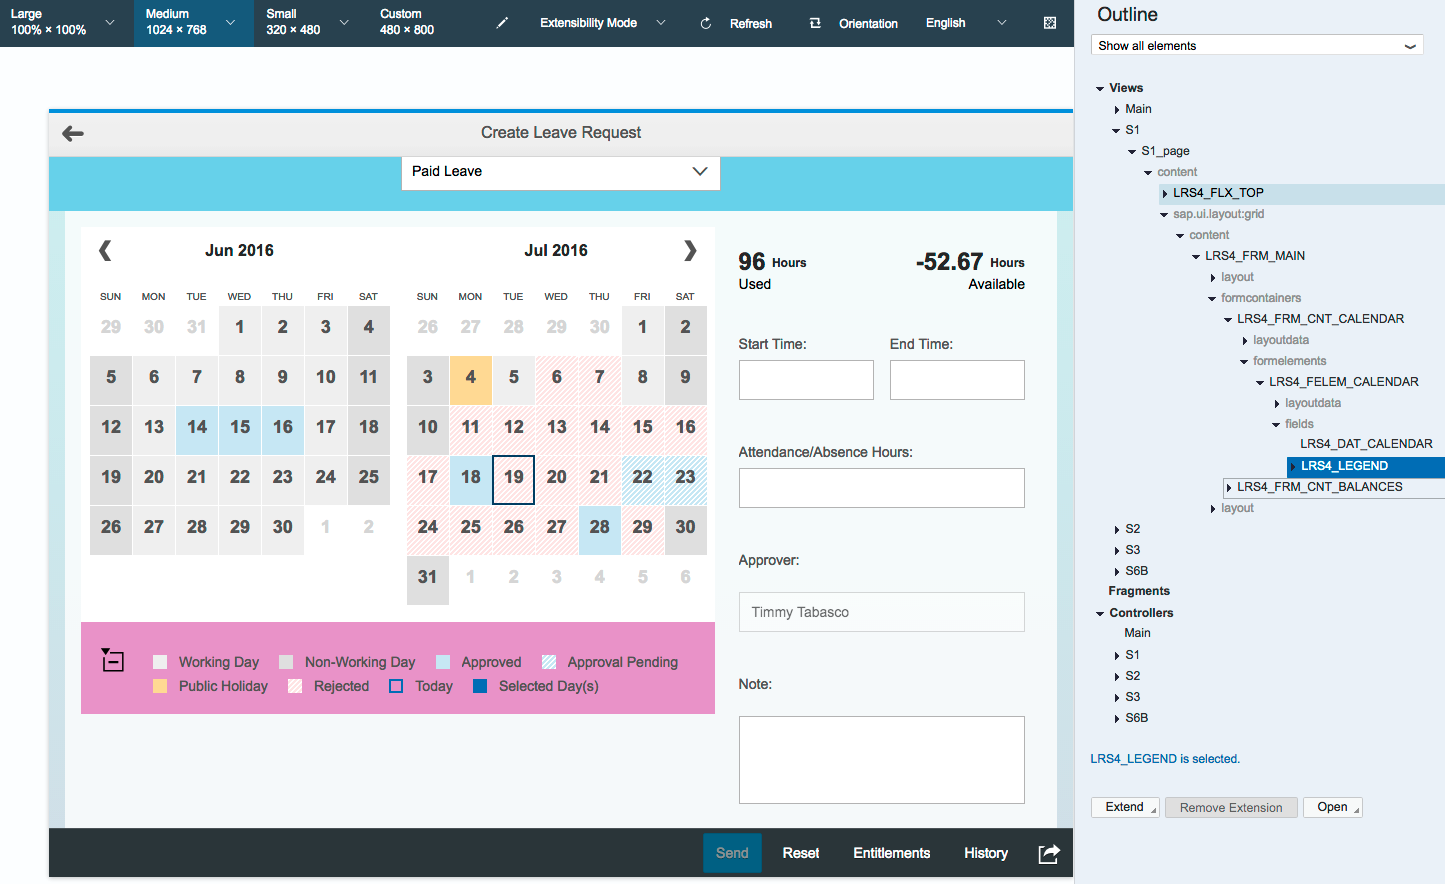 Large
100% × 100%
Medium
1024 × 768
Small
320 × 480
Custom
480 × 800
Extensibility Mode
Refresh
Orientation
English
Create Leave Request
Paid Leave
Jun 2016
SUN MON TUE WED THU FRI SAT
29 30 31 1 2 3 4
5 6 7 8 9 10 11
12 13 14 15 16 17 18
19 20 21 22 23 24 25
26 27 28 29 30 1 2
Jul 2016
SUN MON TUE WED THU FRI SAT
26 27 28 29 30 1 2
3 4 5 6 7 8 9
10 11 12 13 14 15 16
17 18 19 20 21 22 23
24 25 26 27 28 29 30
31 1 2 3 4 5 6
Working Day Non-Working Day Approved Approval Pending
Public Holiday Rejected Today Selected Day(s)
96 Hours
Used
-52.67 Hours
Available
Start Time:
End Time:
Attendance/Absence Hours:
Approver:
Timmy Tabasco
Note:
Send Reset Entitlements History
Outline
Show all elements
Views
Main
S1
S1_page
content
LRS4_FLX_TOP
sap.ui.layout:grid
content
LRS4_FRM_MAIN
layout
formcontainers
LRS4_FRM_CNT_CALENDAR
layoutdata
formelements
LRS4_FELEM_CALENDAR
layoutdata
fields
LRS4_DAT_CALENDAR
LRS4_LEGEND
LRS4_FRM_CNT_BALANCES
layout
S2
S3
S6B
Fragments
Controllers
Main
S1
S2
S3
S6B
LRS4_LEGEND is selected.
Extend Remove Extension Open